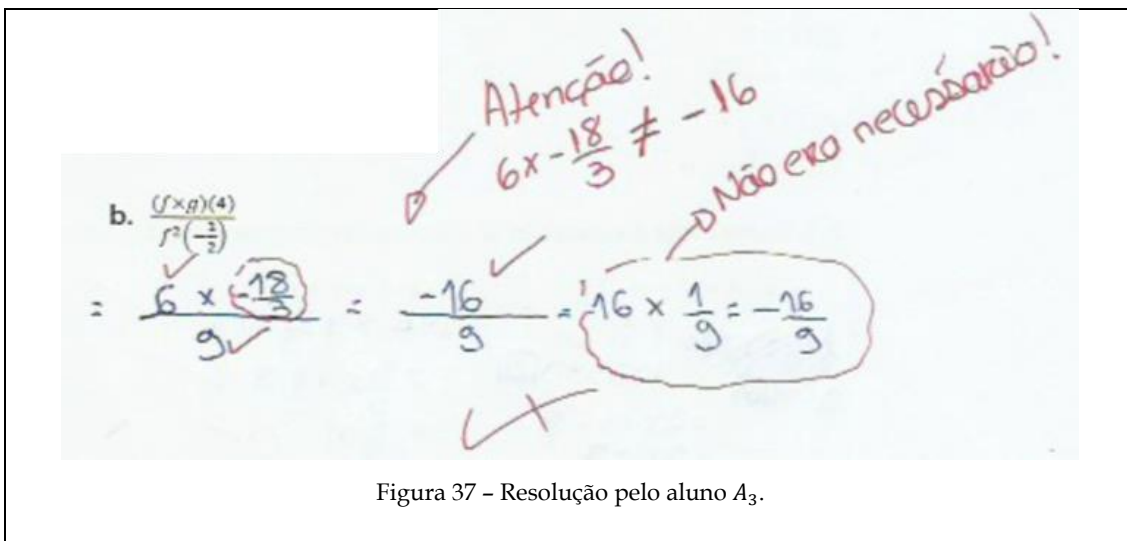 Atenção!
6x - 18/3 ≠ - 16
Não era necessário!
b. (f×g)(4) / f²(-3/2)
= 6 x -18/3 / 9 = -16 / 9 = -16 x 1/9 = - 16/9
Figura 37 – Resolução pelo aluno A₃.